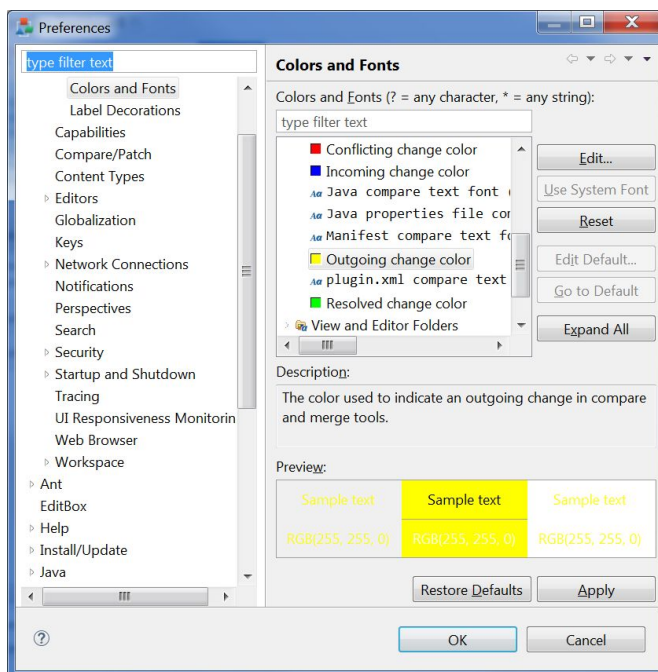 Preferences
type filter text
Colors and Fonts
Label Decorations
Capabilities
Compare/Patch
Content Types
Editors
Globalization
Keys
Network Connections
Notifications
Perspectives
Search
Security
Startup and Shutdown
Tracing
UI Responsiveness Monitorin
Web Browser
Workspace
Ant
EditBox
Help
Install/Update
Java
Colors and Fonts
Colors and Fonts (? = any character, * = any string):
type filter text
Conflicting change color
Incoming change color
Aa Java compare text font (
Aa Java properties file con
Aa Manifest compare text fo
Outgoing change color
Aa plugin.xml compare text
Resolved change color
View and Editor Folders
Edit...
Use System Font
Reset
Edit Default...
Go to Default
Expand All
Description:
The color used to indicate an outgoing change in compare
and merge tools.
Preview:
Sample text Sample text Sample text
RGB(255, 255, 0) RGB(255, 255, 0) RGB(255, 255, 0)
Restore Defaults Apply
? OK Cancel